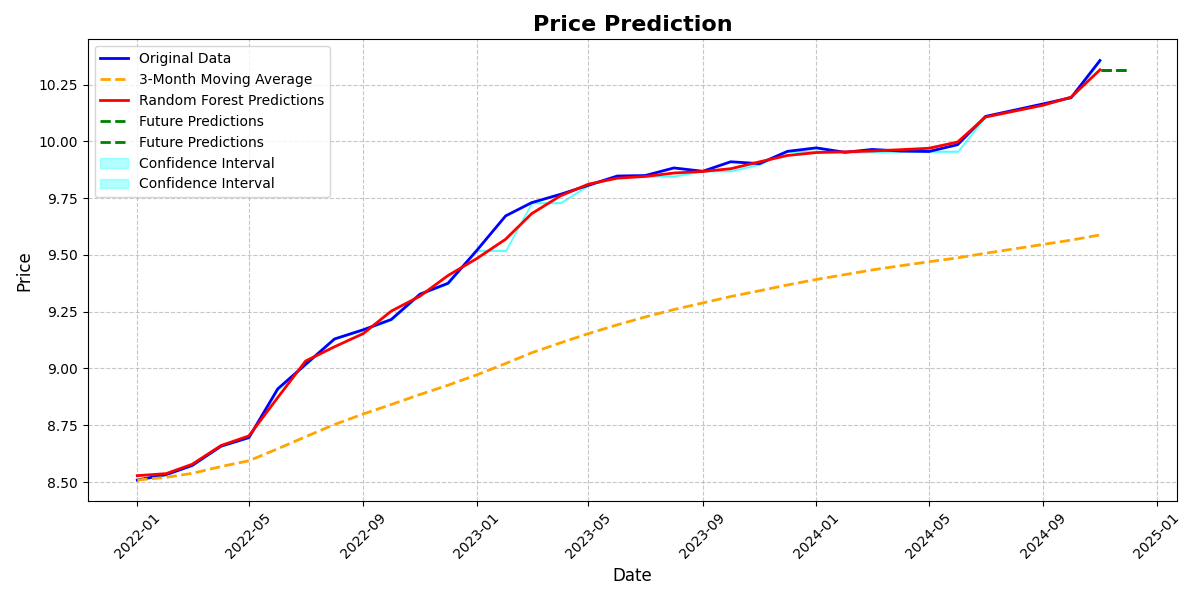 Price Prediction
Original Data
3-Month Moving Average
Random Forest Predictions
Future Predictions
Future Predictions
Confidence Interval
Confidence Interval
Price
10.25
10.00
9.75
9.50
9.25
9.00
8.75
8.50
2022-01
2022-05
2022-09
2023-01
2023-05
2023-09
2024-01
2024-05
2024-09
2025-01
Date